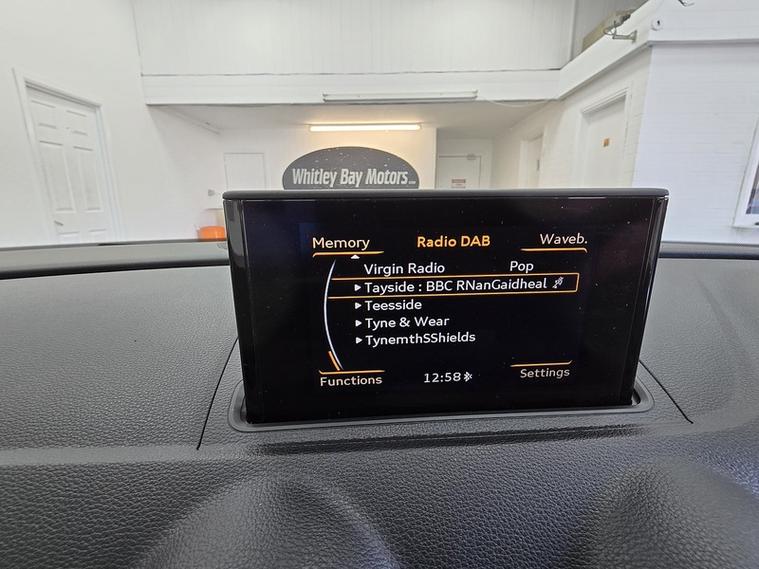 Whitley Bay Motors.com
Memory Radio DAB Waveb.
Virgin Radio Pop
Tayside : BBC RNanGaidheal
Teesside
Tyne & Wear
TynemthSShields
Functions 12:58 Settings